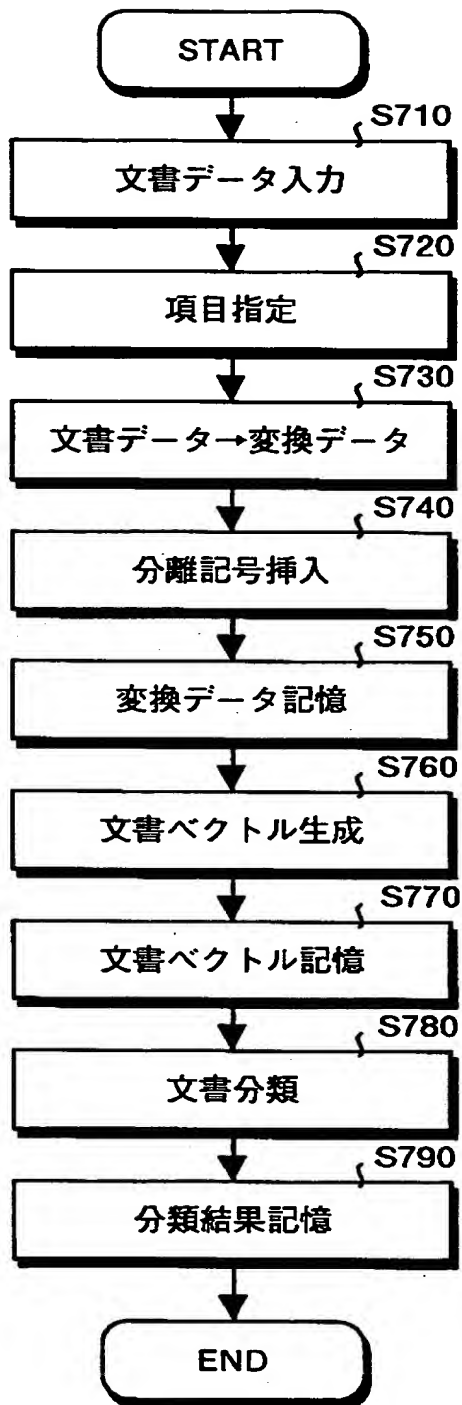 START
S710
文書データ入力
S720
項目指定
S730
文書データ→変換データ
S740
分離記号挿入
S750
変換データ記憶
S760
文書ベクトル生成
S770
文書ベクトル記憶
S780
文書分類
S790
分類結果記憶
END